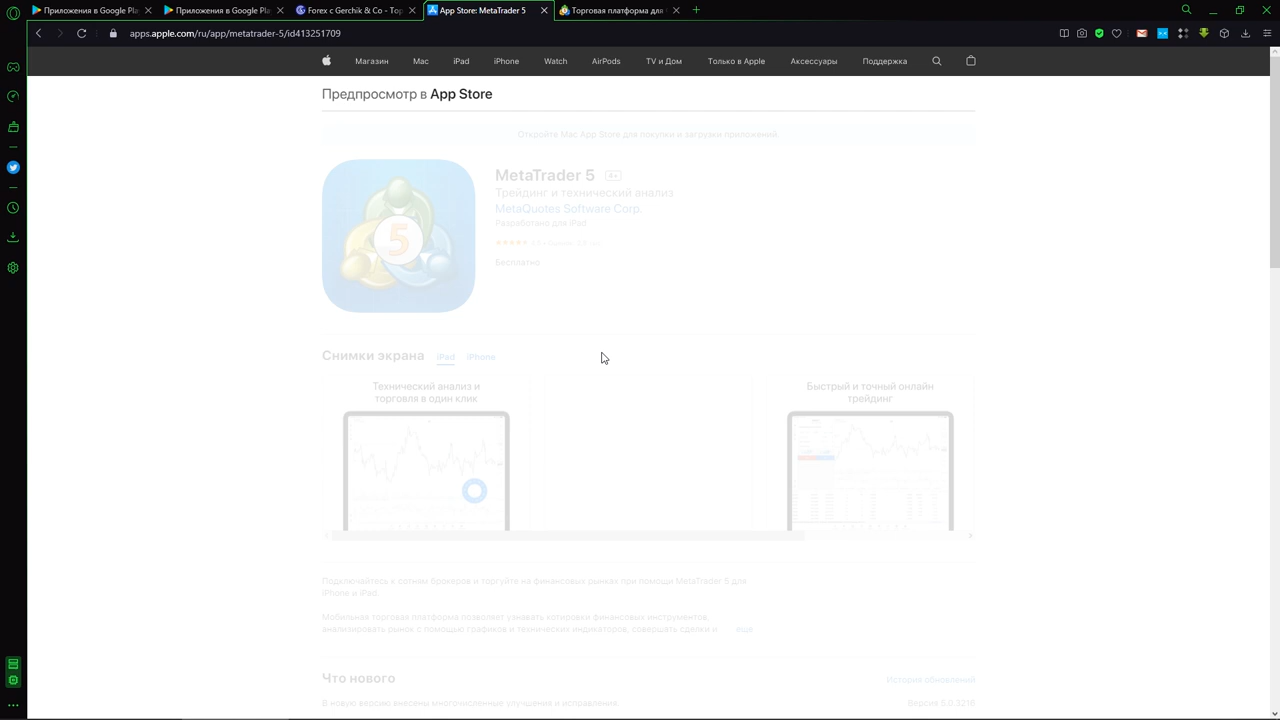 Приложения в Google Pla
Приложения в Google Pla
Forex c Gerchik & Co - Top
App Store: MetaTrader 5
Торговая платформа для
apps.apple.com/ru/app/metatrader-5/id413251709
Магазин Mac iPad iPhone Watch AirPods TV и Дом Только в Apple Аксессуары Поддержка
Предпросмотр в App Store
Откройте Mac App Store для покупки и загрузки приложений.
MetaTrader 5 4+
Трейдинг и технический анализ
MetaQuotes Software Corp.
Разработано для iPad
Бесплатно
5
Снимки экрана iPad iPhone
Технический анализ и
торговля в один клик
Быстрый и точный онлайн
трейдинг
Подключайтесь к сотням брокеров и торгуйте на финансовых рынках при помощи MetaTrader 5 для
iPhone и iPad.
Мобильная торговая платформа позволяет узнавать котировки финансовых инструментов,
анализировать рынок с помощью графиков и технических индикаторов, совершать сделки и еще
Что нового История обновлений
В новую версию внесены многочисленные улучшения и исправления. Версия 5.0.3216